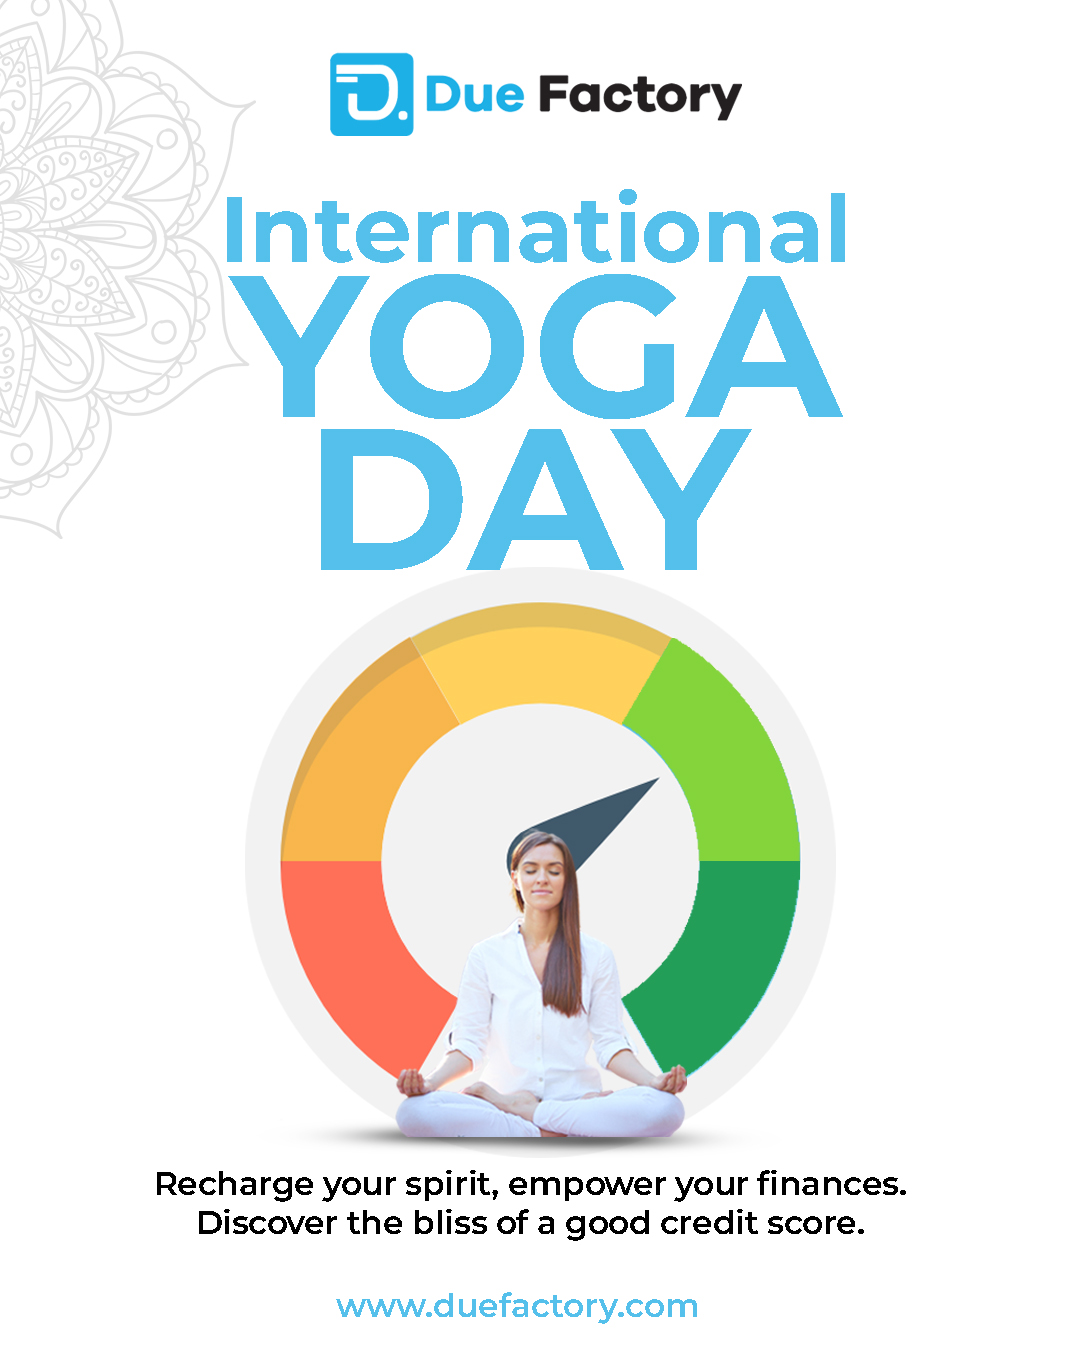 Due Factory
International
YOGA
DAY
Recharge your spirit, empower your finances.
Discover the bliss of a good credit score.
www.duefactory.com